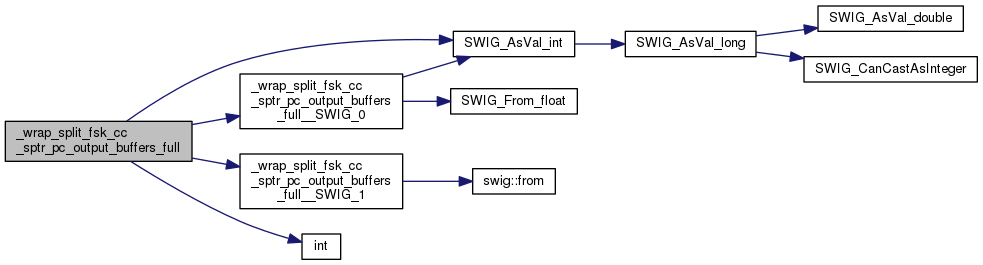 _wrap_split_fsk_cc
_sptr_pc_output_buffers_full
_wrap_split_fsk_cc
_sptr_pc_output_buffers
_full__SWIG_0
_wrap_split_fsk_cc
_sptr_pc_output_buffers
_full__SWIG_1
int
SWIG_AsVal_int
SWIG_From_float
swig::from
SWIG_AsVal_long
SWIG_AsVal_double
SWIG_CanCastAsInteger